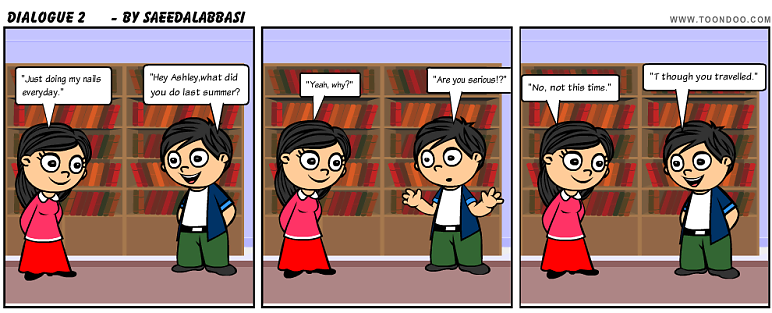 DIALOGUE 2 - BY SAEEDALABBASI
WWW.TOONDOO.COM
"Just doing my nails
everyday."
"Hey Ashley,what did
you do last summer?
"Yeah, why?"
"Are you serious!?"
"No, not this time."
"T though you travelled."